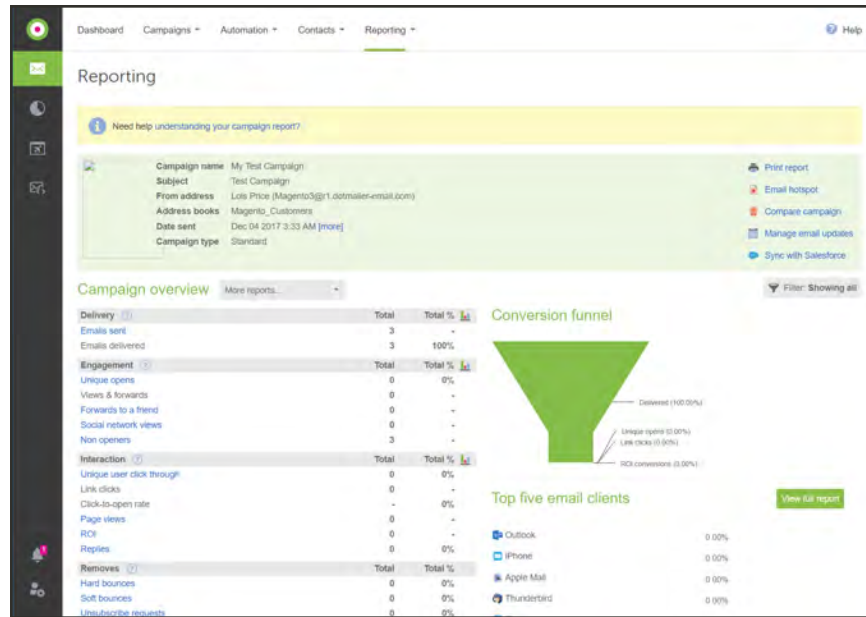 Dashboard Campaigns Automation Contacts Reporting Help
Reporting
Need help understanding your campaign report?
Campaign name My Test Campaign
Subject Test Campaign
From address Lois Price (Magento3@r1.dotmailer-email.com)
Address books Magento_Customers
Date sent Dec 04 2017 3:33 AM [more]
Campaign type Standard
Print report
Email hotspot
Compare campaign
Manage email updates
Sync with Salesforce
Campaign overview More reports... Filter: Showing all
Delivery Total Total %
Emails sent 3 -
Emails delivered 3 100%
Engagement Total Total %
Unique opens 0 0%
Views & forwards 0 -
Forwards to a friend 0 -
Social network views 0 -
Non openers 3 -
Interaction Total Total %
Unique user click through 0 0%
Link clicks 0 -
Click-to-open rate - 0%
Page views 0 -
ROI 0 -
Replies 0 0%
Removes Total Total %
Hard bounces 0 0%
Soft bounces 0 0%
Unsubscribe requests 0 0%
Conversion funnel
Delivered (100.00%)
Unique opens (0.00%)
Link clicks (0.00%)
ROI conversions (0.00%)
Top five email clients View full report
Outlook 0.00%
iPhone 0.00%
Apple Mail 0.00%
Thunderbird 0.00%